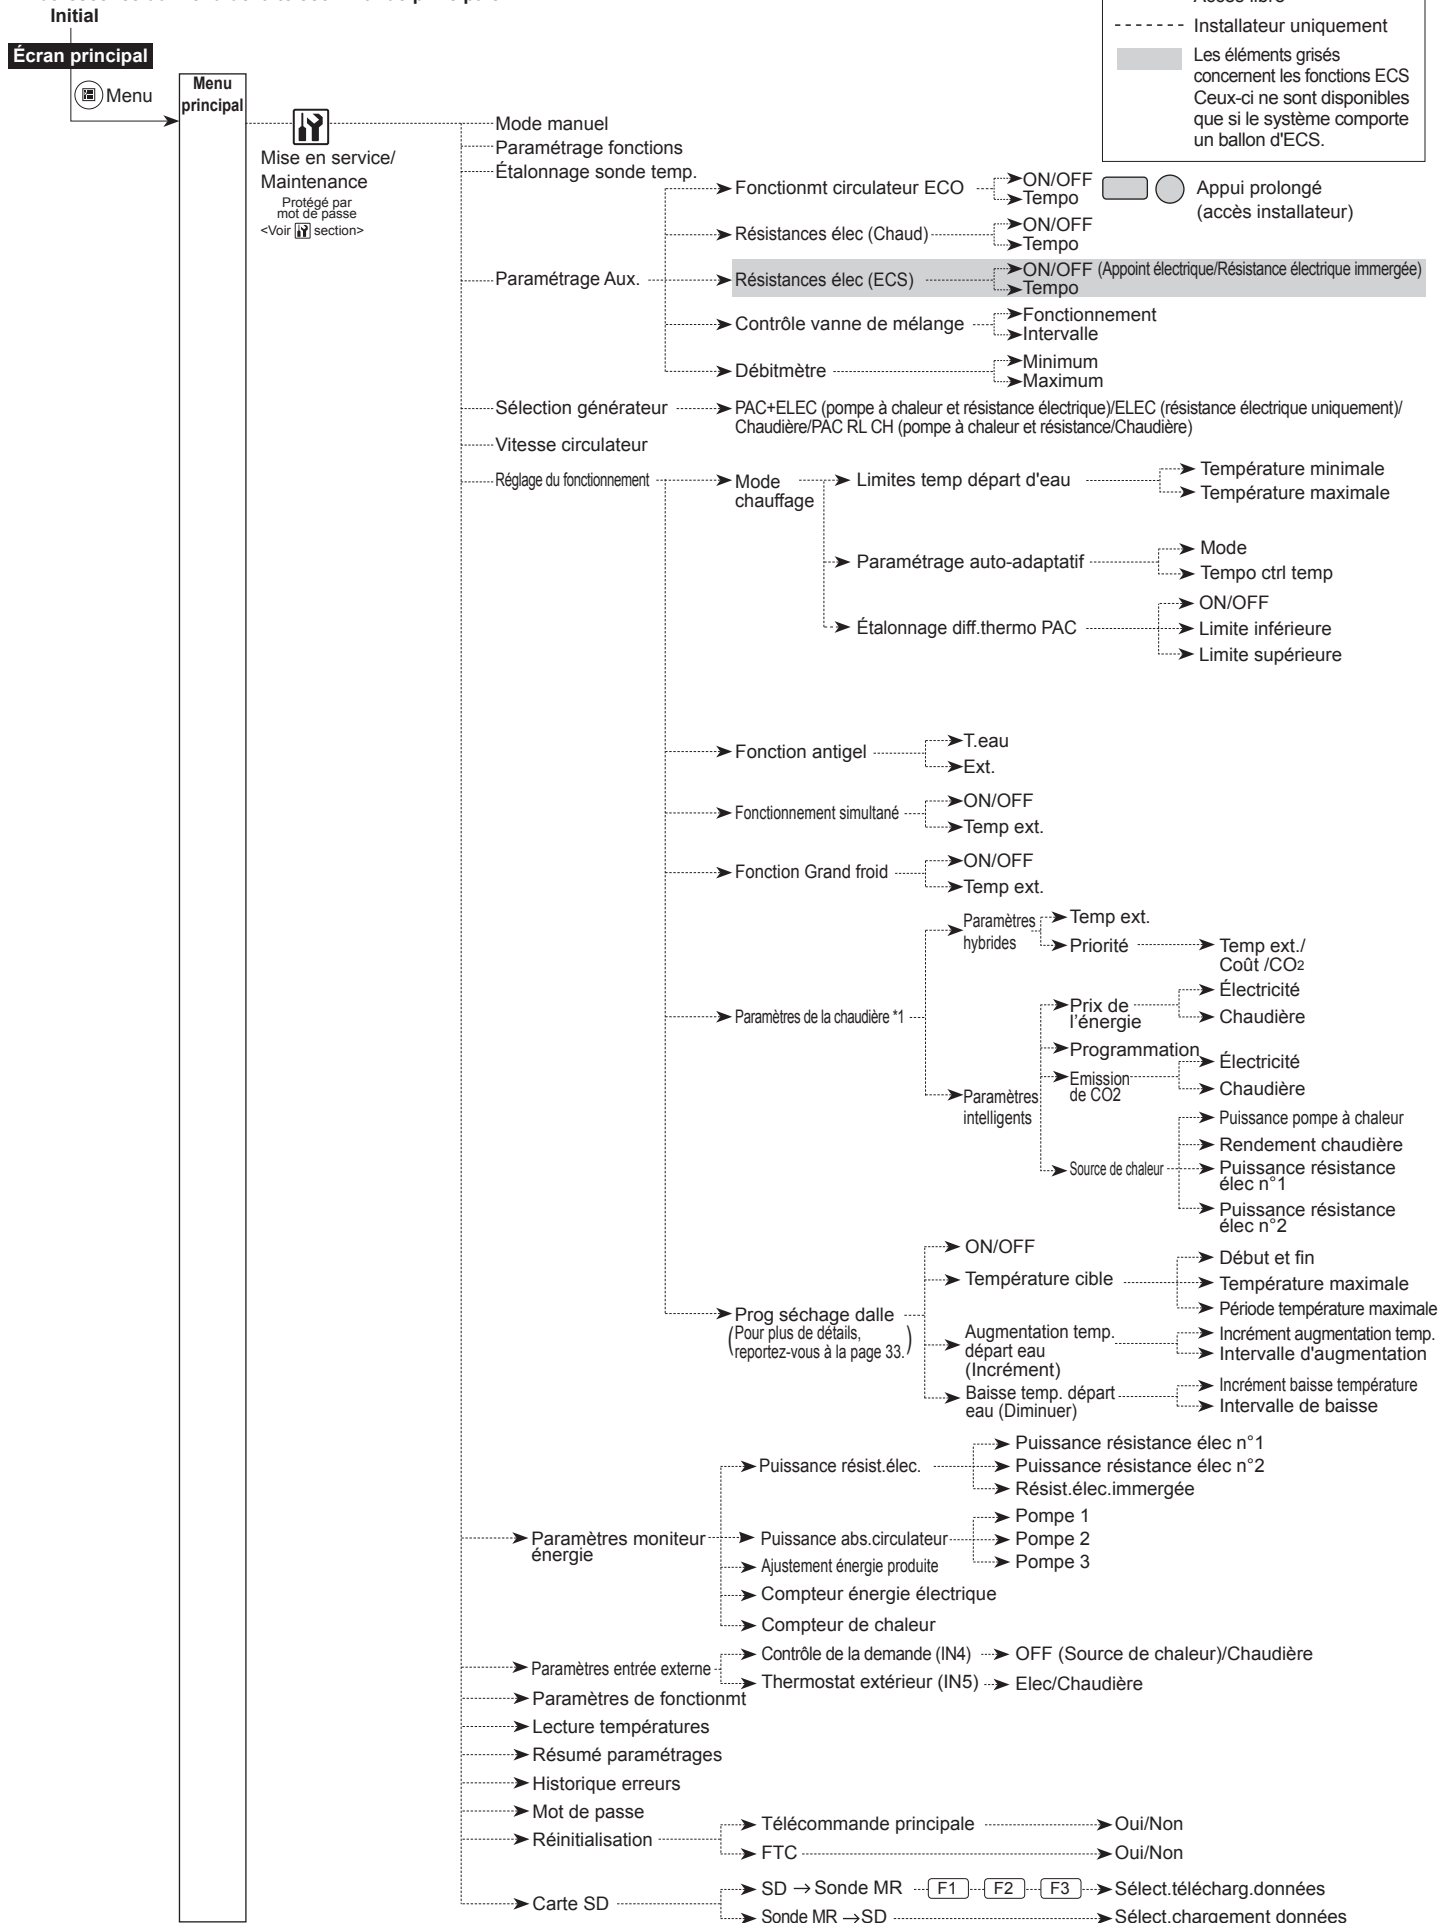 Initial
Écran principal
Menu
Menu
principal
Mise en service/
Maintenance
Protégé par
mot de passe
<Voir section>
Installateur uniquement
Les éléments grisés
concernent les fonctions ECS
Ceux-ci ne sont disponibles
que si le système comporte
un ballon d'ECS.
Appui prolongé
(accès installateur)
Mode manuel
Paramétrage fonctions
Étalonnage sonde temp.
Paramétrage Aux.
Fonctionmt circulateur ECO
ON/OFF
Tempo
Résistances élec (Chaud)
ON/OFF
Tempo
Résistances élec (ECS)
ON/OFF (Appoint électrique/Résistance électrique immergée)
Tempo
Contrôle vanne de mélange
Fonctionnement
Intervalle
Débitmètre
Minimum
Maximum
Sélection générateur
PAC+ELEC (pompe à chaleur et résistance électrique)/ELEC (résistance électrique uniquement)/
Chaudière/PAC RL CH (pompe à chaleur et résistance/Chaudière)
Vitesse circulateur
Réglage du fonctionnement
Mode
chauffage
Limites temp départ d'eau
Température minimale
Température maximale
Paramétrage auto-adaptatif
Mode
Tempo ctrl temp
Étalonnage diff.thermo PAC
ON/OFF
Limite inférieure
Limite supérieure
Fonction antigel
T.eau
Ext.
Fonctionnement simultané
ON/OFF
Temp ext.
Fonction Grand froid
ON/OFF
Temp ext.
Paramètres de la chaudière *1
Paramètres
hybrides
Temp ext.
Priorité
Temp ext./
Coût /CO2
Paramètres
intelligents
Prix de
l’énergie
Électricité
Chaudière
Programmation
Emission
de CO2
Électricité
Chaudière
Source de chaleur
Puissance pompe à chaleur
Rendement chaudière
Puissance résistance
élec n°1
Puissance résistance
élec n°2
Prog séchage dalle
(Pour plus de détails,
reportez-vous à la page 33.)
ON/OFF
Température cible
Début et fin
Température maximale
Période température maximale
Augmentation temp.
départ eau
(Incrément)
Incrément augmentation temp.
Intervalle d'augmentation
Baisse temp. départ
eau (Diminuer)
Incrément baisse température
Intervalle de baisse
Paramètres moniteur
énergie
Puissance résist.élec.
Puissance résistance élec n°1
Puissance résistance élec n°2
Résist.élec.immergée
Puissance abs.circulateur
Pompe 1
Pompe 2
Pompe 3
Ajustement énergie produite
Compteur énergie électrique
Compteur de chaleur
Paramètres entrée externe
Contrôle de la demande (IN4)
OFF (Source de chaleur)/Chaudière
Thermostat extérieur (IN5)
Elec/Chaudière
Paramètres de fonctionmt
Lecture températures
Résumé paramétrages
Historique erreurs
Mot de passe
Réinitialisation
Télécommande principale
Oui/Non
FTC
Oui/Non
Carte SD
SD → Sonde MR
F1
F2
F3
Sélect.télécharg.données
Sonde MR → SD
Sélect.chargement données